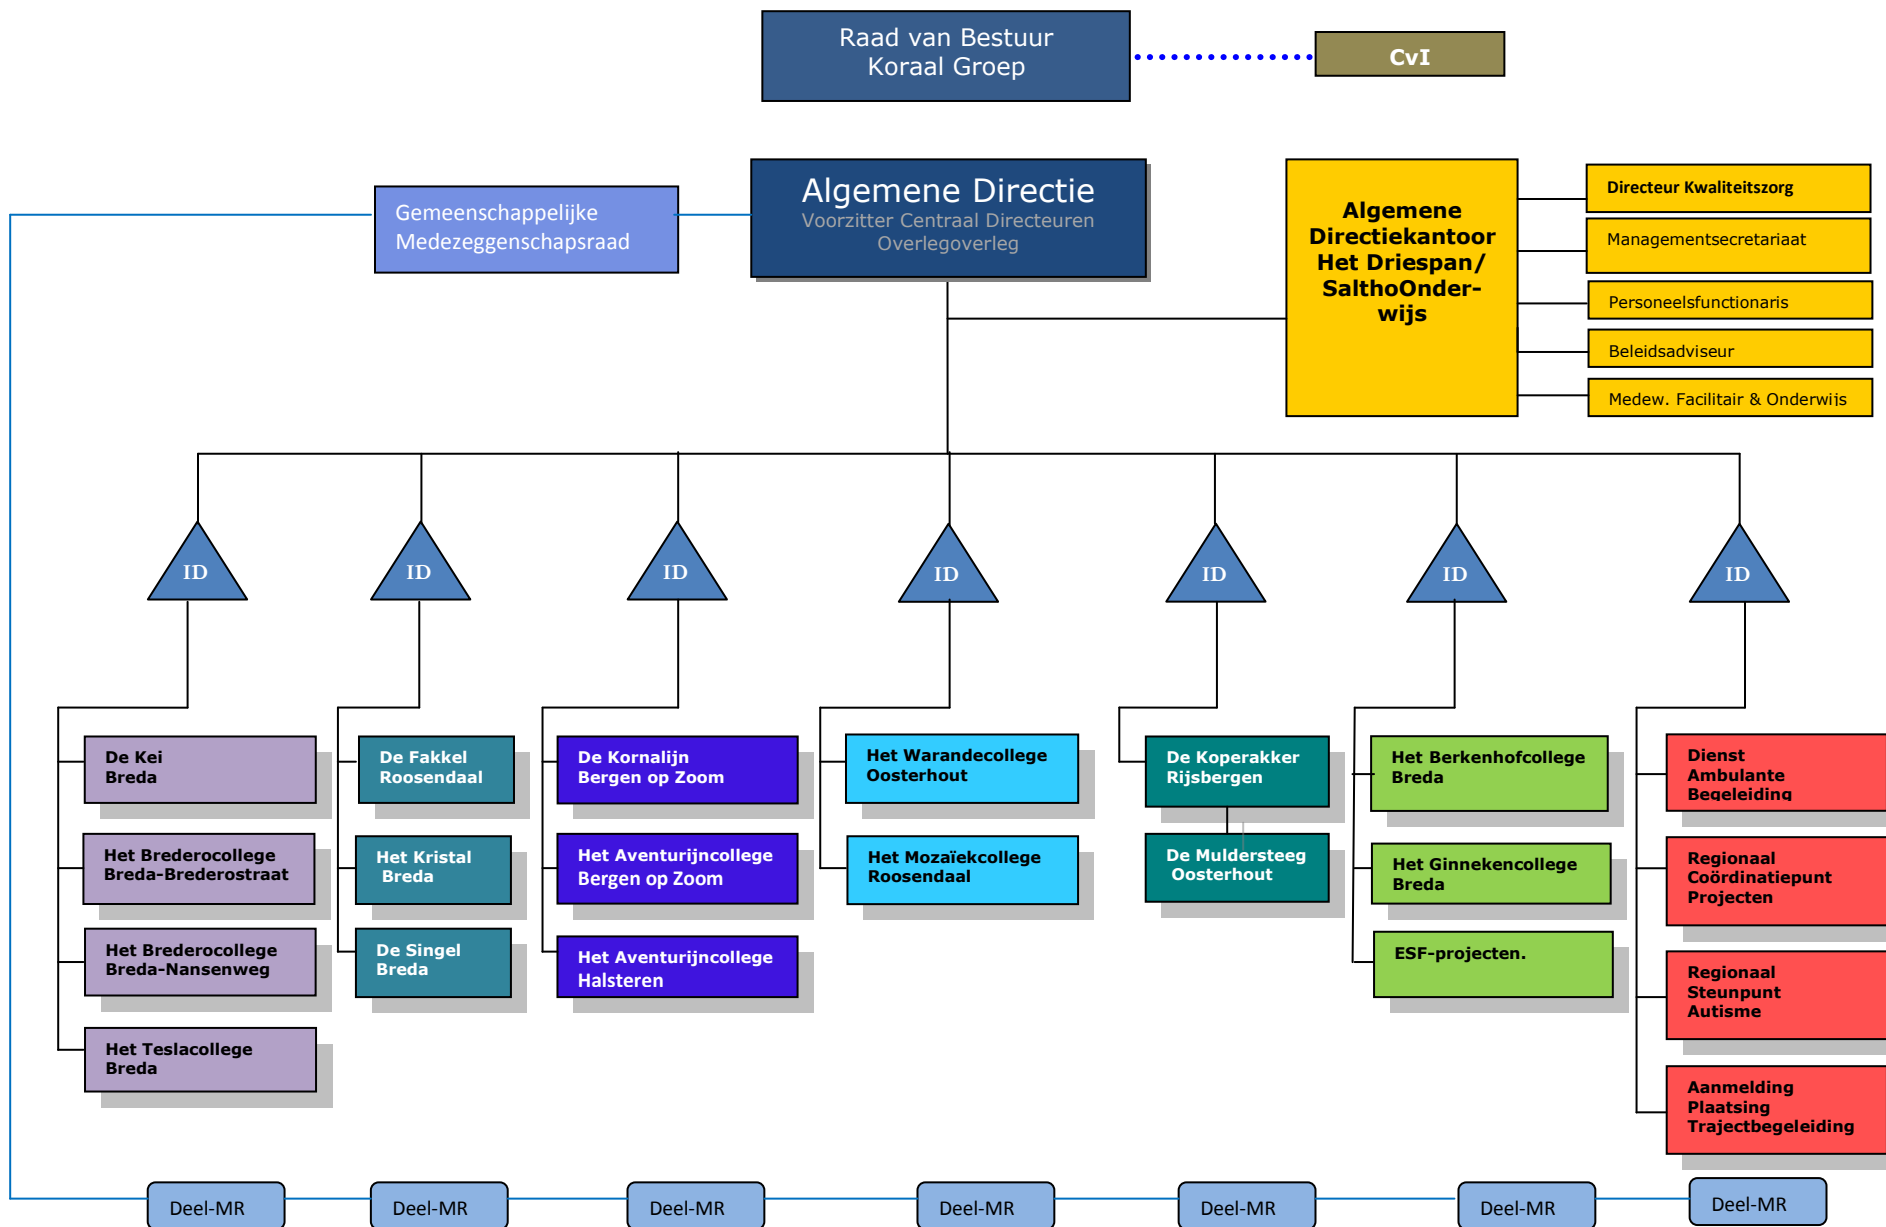 Raad van Bestuur
Koraal Groep
CvI
Gemeenschappelijke
Medezeggenschapsraad
Algemene Directie
Voorzitter Centraal Directeuren
Overlegoverleg
Algemene
Directiekantoor
Het Driespan/
SalthoOnder-
wijs
Directeur Kwaliteitszorg
Managementsecretariaat
Personeelsfunctionaris
Beleidsadviseur
Medew. Facilitair & Onderwijs
ID
ID
ID
ID
ID
ID
ID
De Kei
Breda
Het Brederocollege
Breda-Brederostraat
Het Brederocollege
Breda-Nansenweg
Het Teslacollege
Breda
De Fakkel
Roosendaal
Het Kristal
Breda
De Singel
Breda
De Kornalijn
Bergen op Zoom
Het Aventurijncollege
Bergen op Zoom
Het Aventurijncollege
Halsteren
Het Warandecollege
Oosterhout
Het Mozaïekcollege
Roosendaal
De Koperakker
Rijsbergen
De Muldersteeg
Oosterhout
Het Berkenhofcollege
Breda
Het Ginnekencollege
Breda
ESF-projecten.
Dienst
Ambulante
Begeleiding
Regionaal
Coördinatiepunt
Projecten
Regionaal
Steunpunt
Autisme
Aanmelding
Plaatsing
Trajectbegeleiding
Deel-MR
Deel-MR
Deel-MR
Deel-MR
Deel-MR
Deel-MR
Deel-MR